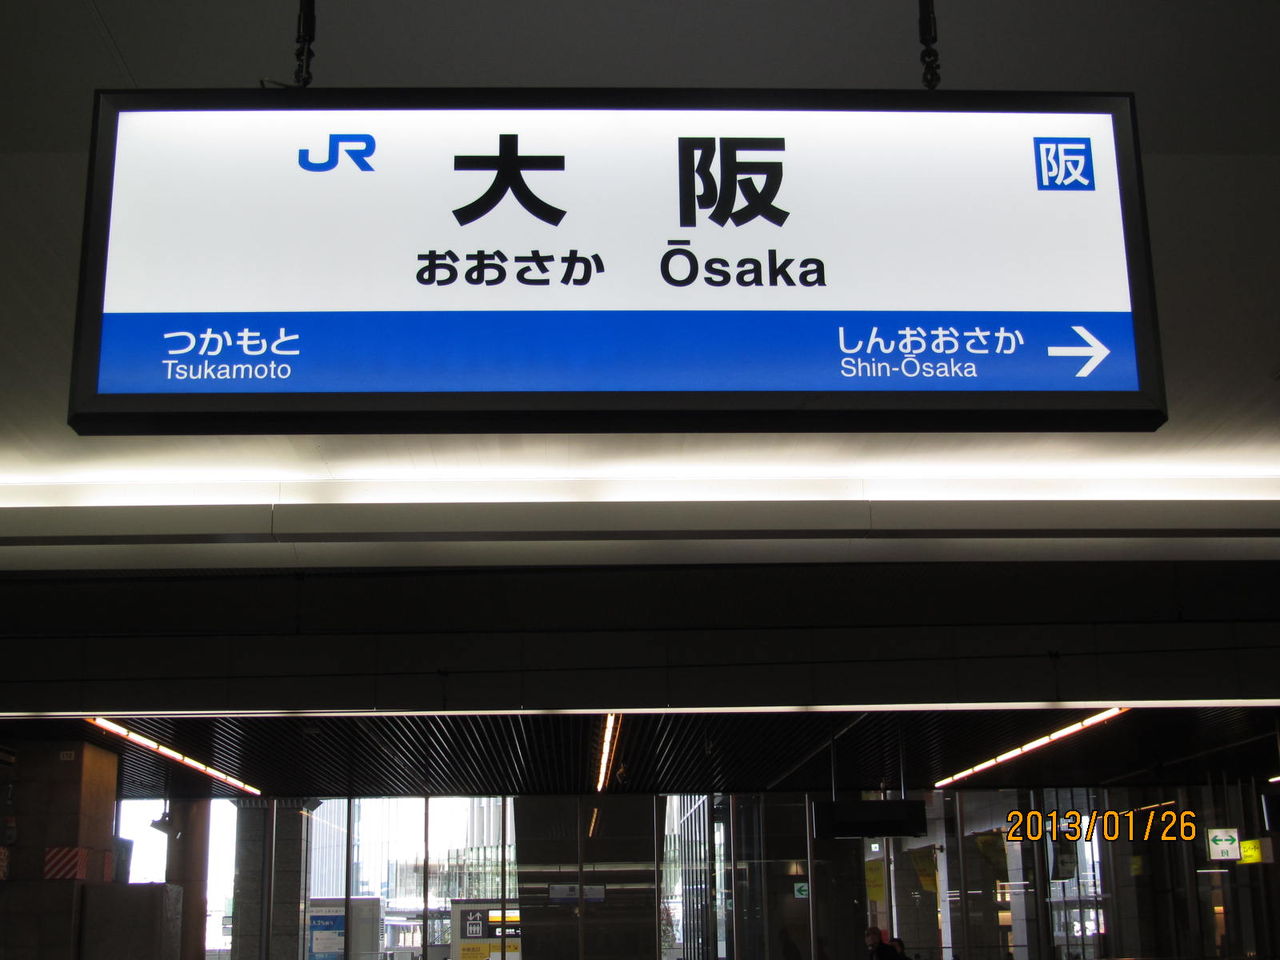 JR 大阪 阪
おおさか Ōsaka
つかもと しんおおさか →
Tsukamoto Shin-Ōsaka
2013/01/26